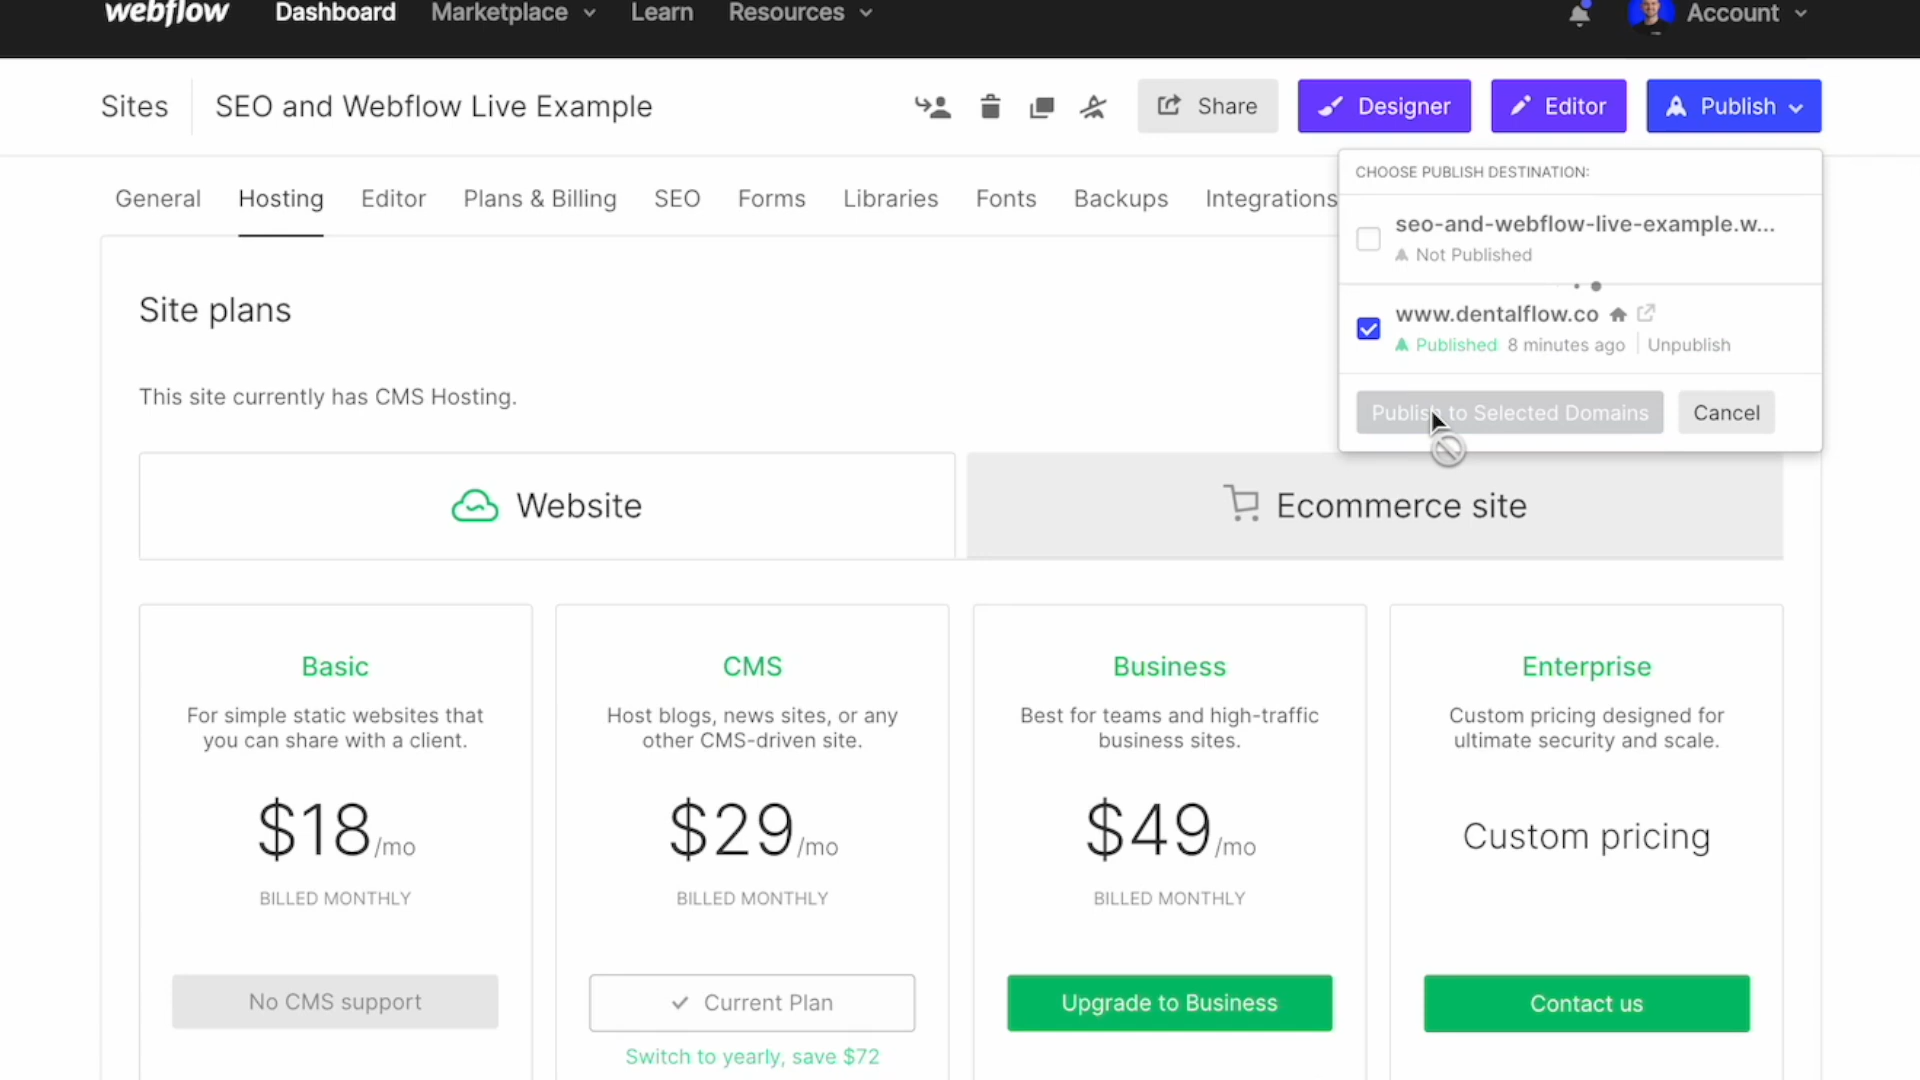 webflow Dashboard Marketplace Learn Resources Account
Sites SEO and Webflow Live Example Share Designer Editor Publish
CHOOSE PUBLISH DESTINATION:
General Hosting Editor Plans & Billing SEO Forms Libraries Fonts Backups Integrations
seo-and-webflow-live-example.w...
Not Published
www.dentalflow.co
Published 8 minutes ago Unpublish
Publish to Selected Domains Cancel
Site plans
This site currently has CMS Hosting.
Website Ecommerce site
Basic
For simple static websites that
you can share with a client.
$18/mo
BILLED MONTHLY
No CMS support
CMS
Host blogs, news sites, or any
other CMS-driven site.
$29/mo
BILLED MONTHLY
Current Plan
Switch to yearly, save $72
Business
Best for teams and high-traffic
business sites.
$49/mo
BILLED MONTHLY
Upgrade to Business
Enterprise
Custom pricing designed for
ultimate security and scale.
Custom pricing
Contact us